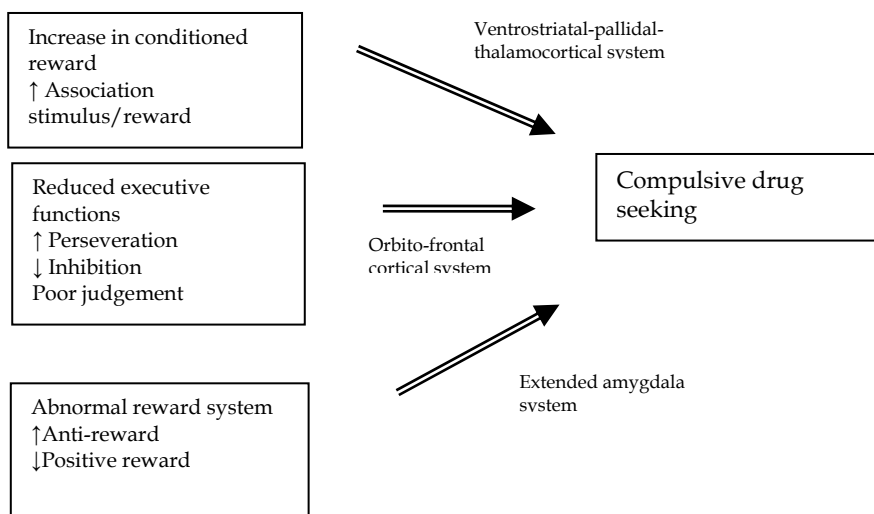 Increase in conditioned
reward
↑ Association
stimulus/reward
Ventrostriatal-pallidal-
thalamocortical system
Reduced executive
functions
↑ Perseveration
↓ Inhibition
Poor judgement
Orbito-frontal
cortical system
Compulsive drug
seeking
Abnormal reward system
↑Anti-reward
↓Positive reward
Extended amygdala
system